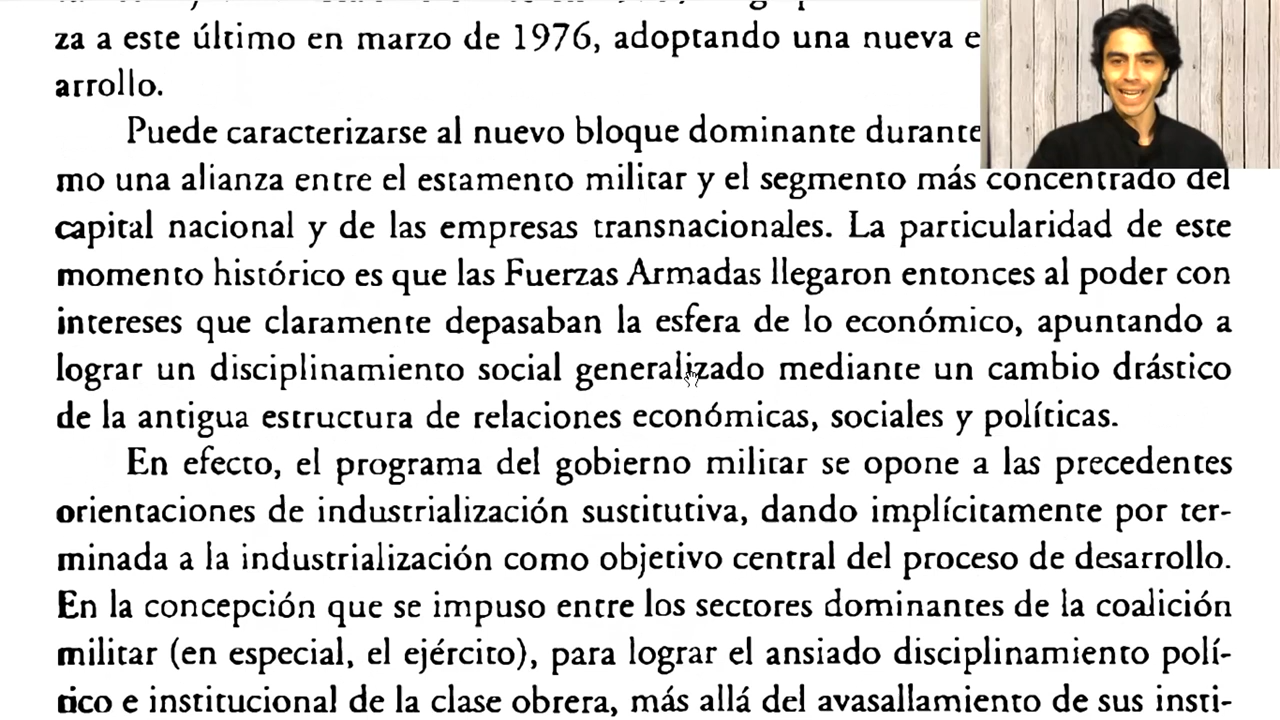 za a este último en marzo de 1976, adoptando una nueva e
arrollo.
Puede caracterizarse al nuevo bloque dominante durante
mo una alianza entre el estamento militar y el segmento más concentrado del
capital nacional y de las empresas transnacionales. La particularidad de este
momento histórico es que las Fuerzas Armadas llegaron entonces al poder con
intereses que claramente depasaban la esfera de lo económico, apuntando a
lograr un disciplinamiento social generalizado mediante un cambio drástico
de la antigua estructura de relaciones económicas, sociales y políticas.
En efecto, el programa del gobierno militar se opone a las precedentes
orientaciones de industrialización sustitutiva, dando implícitamente por ter-
minada a la industrialización como objetivo central del proceso de desarrollo.
En la concepción que se impuso entre los sectores dominantes de la coalición
militar (en especial, el ejército), para lograr el ansiado disciplinamiento polí-
tico e institucional de la clase obrera, más allá del avasallamiento de sus insti-